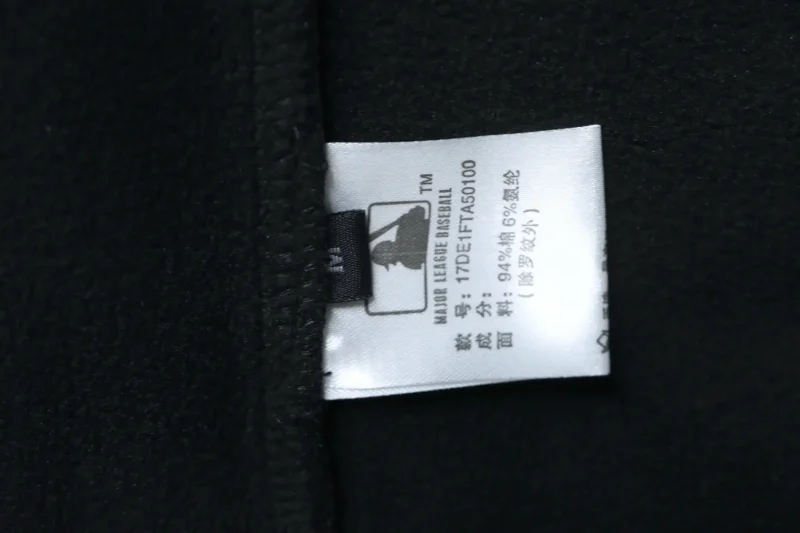 TM
MAJOR LEAGUE BASEBALL
款 号：17DE1FTA50100
成 分：
面 料：94%棉 6%氨纶
（除罗纹外）